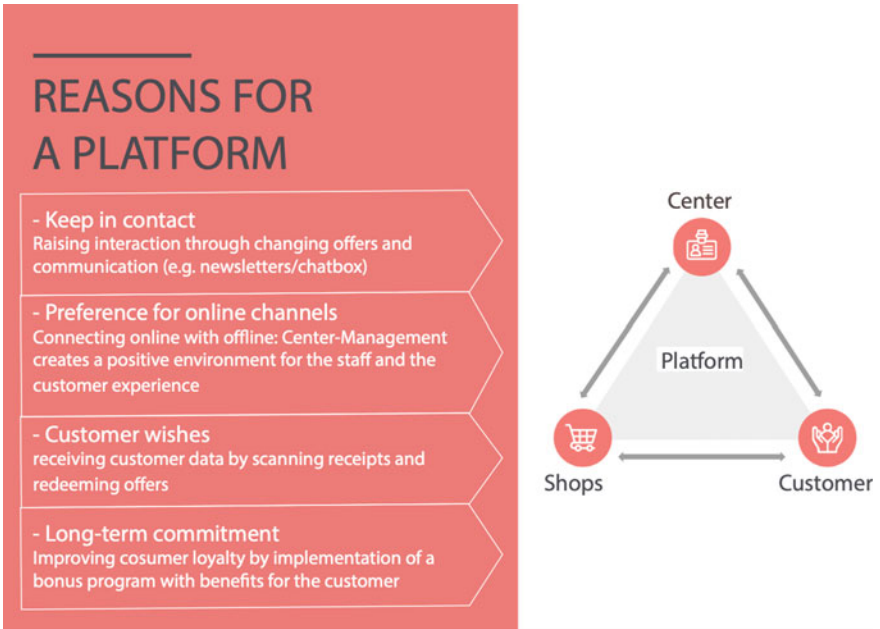 REASONS FOR
A PLATFORM
- Keep in contact
Raising interaction through changing offers and
communication (e.g. newsletters/chatbox)
- Preference for online channels
Connecting online with offline: Center-Management
creates a positive environment for the staff and the
customer experience
- Customer wishes
receiving customer data by scanning receipts and
redeeming offers
- Long-term commitment
Improving cosumer loyalty by implementation of a
bonus program with benefits for the customer
Center
Platform
Shops
Customer